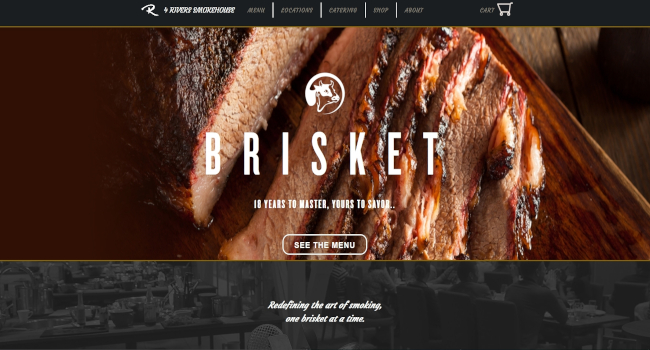 R 4 RIVERS SMOKEHOUSE MENU LOCATIONS CATERING SHOP ABOUT CART
BRISKET
18 YEARS TO MASTER, YOURS TO SAVOR..
SEE THE MENU
Redefining the art of smoking,
one brisket at a time.